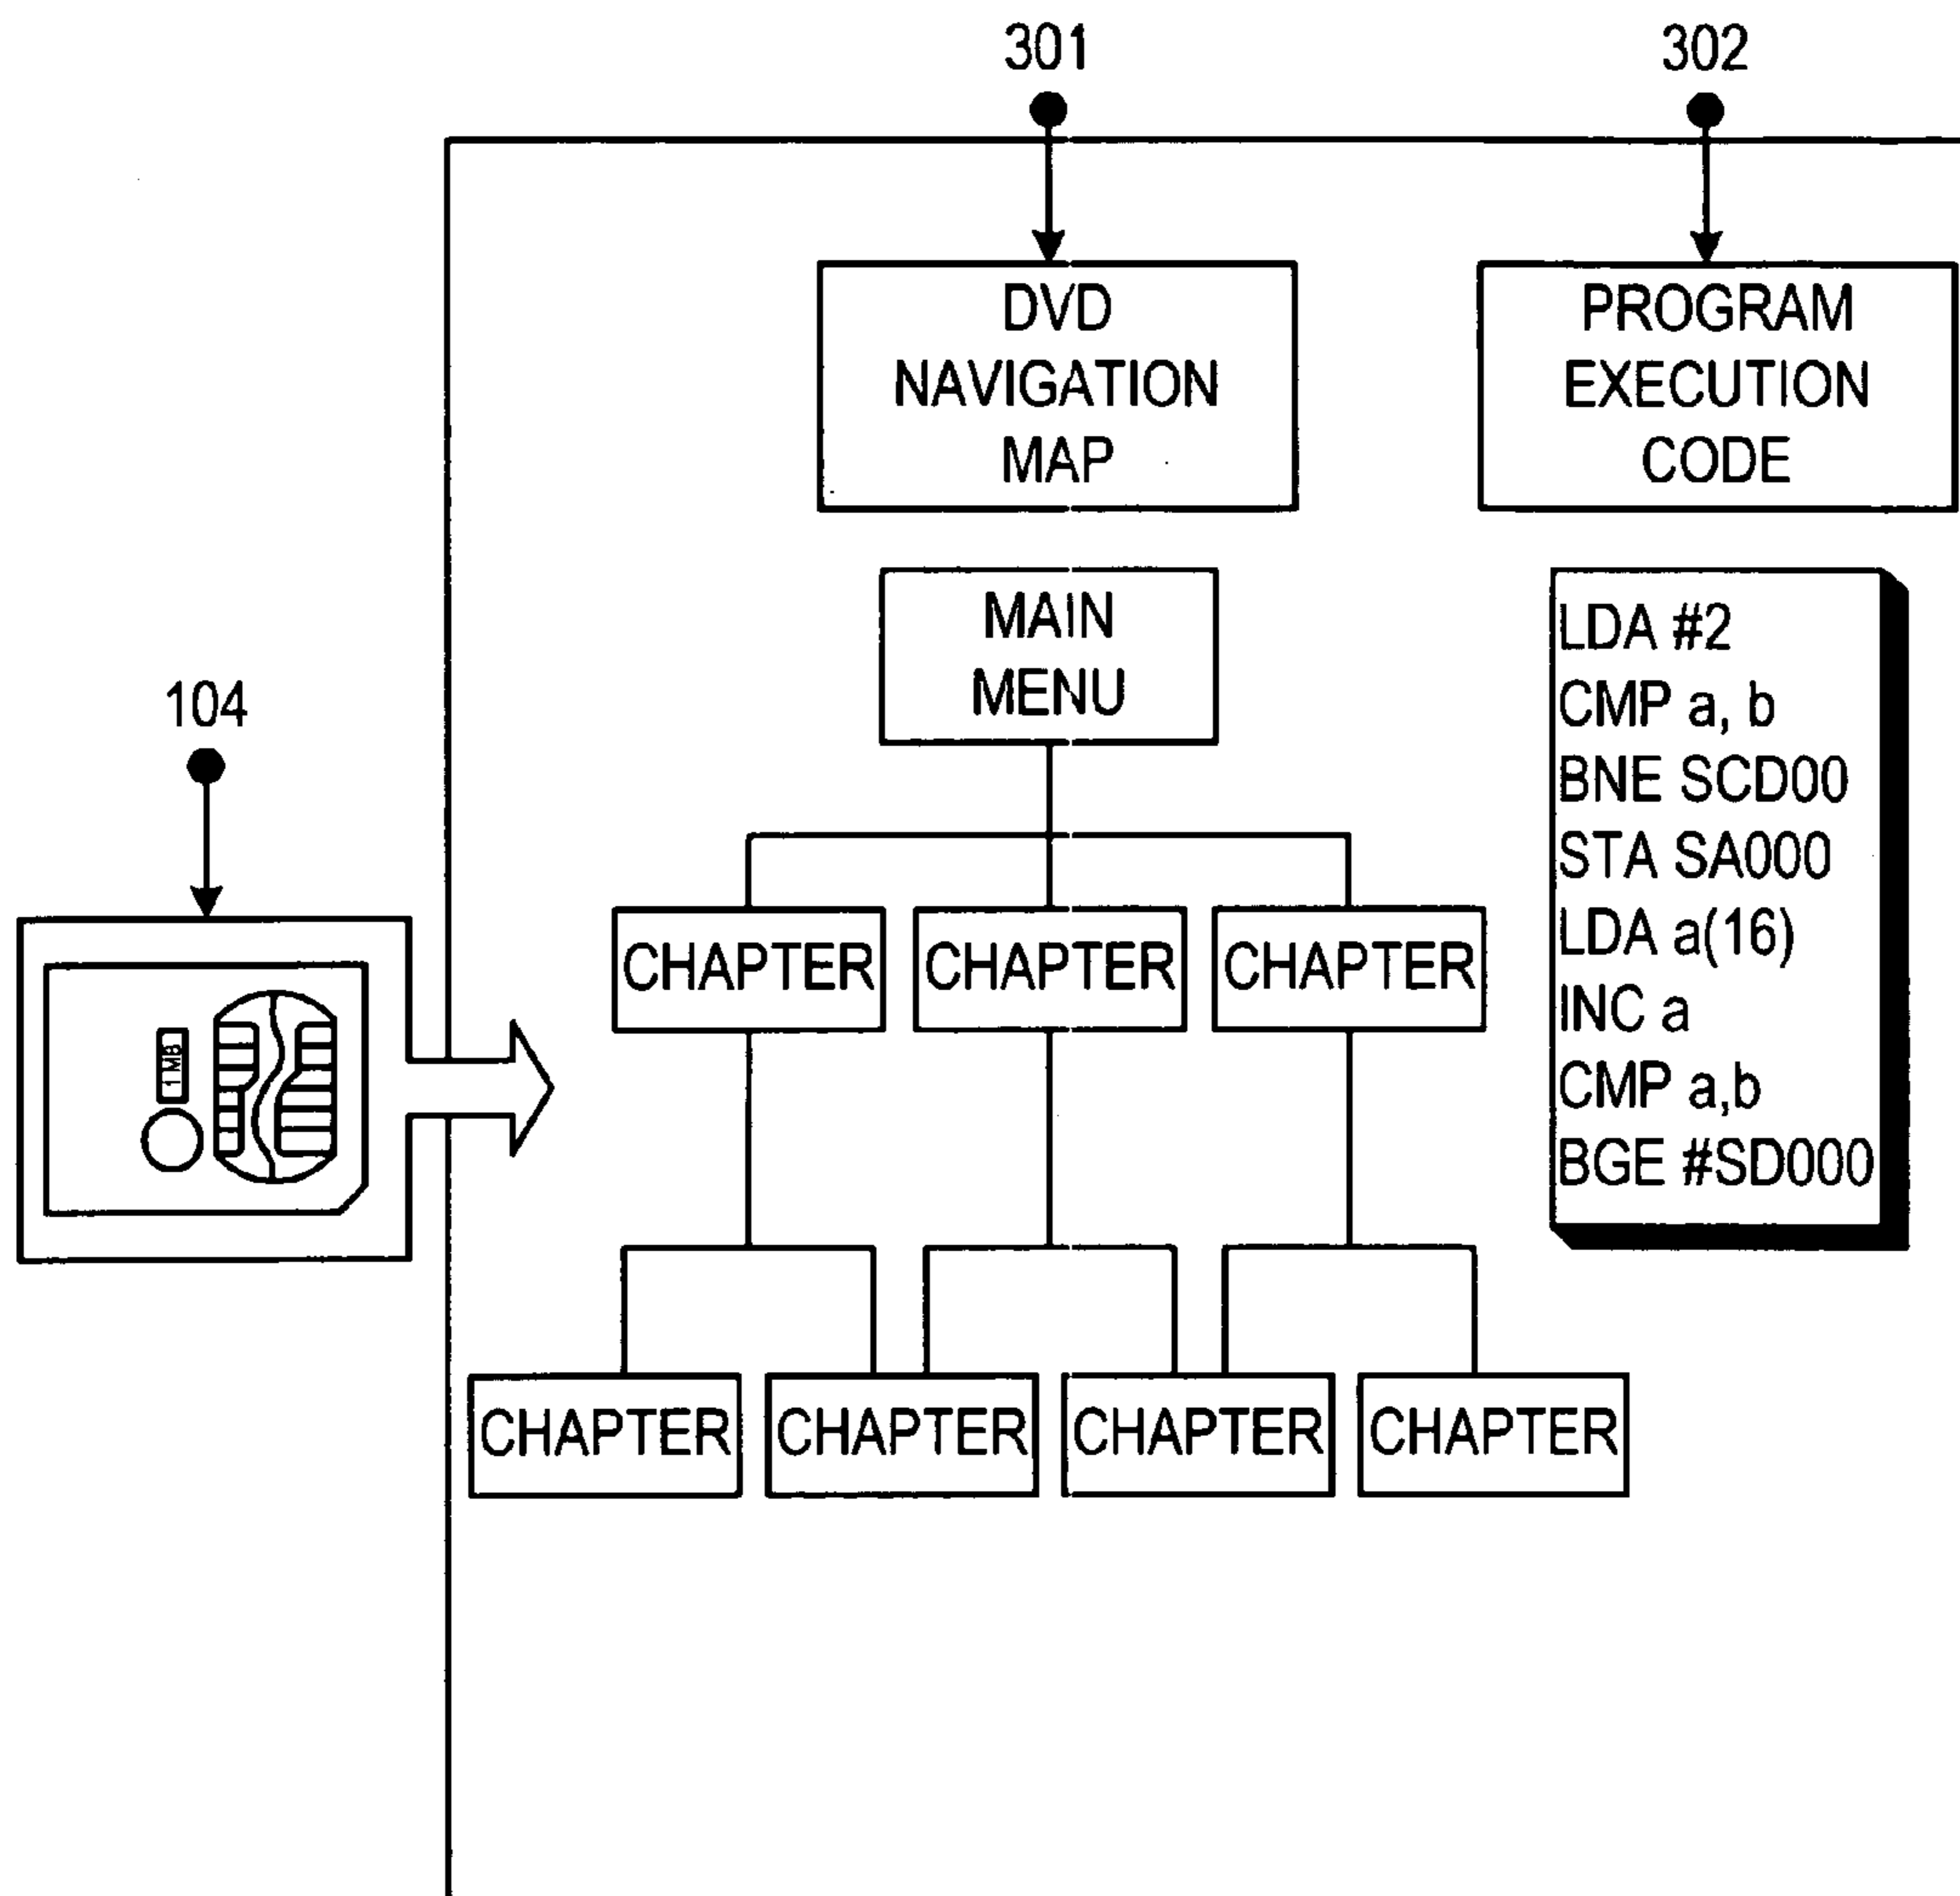 301
302
DVD
NAVIGATION
MAP
PROGRAM
EXECUTION
CODE
MAIN
MENU
LDA #2
CMP a, b
BNE SCD00
STA SA000
LDA a(16)
INC a
CMP a,b
BGE #SD000
104
1 MB
CHAPTER
CHAPTER
CHAPTER
CHAPTER
CHAPTER
CHAPTER
CHAPTER